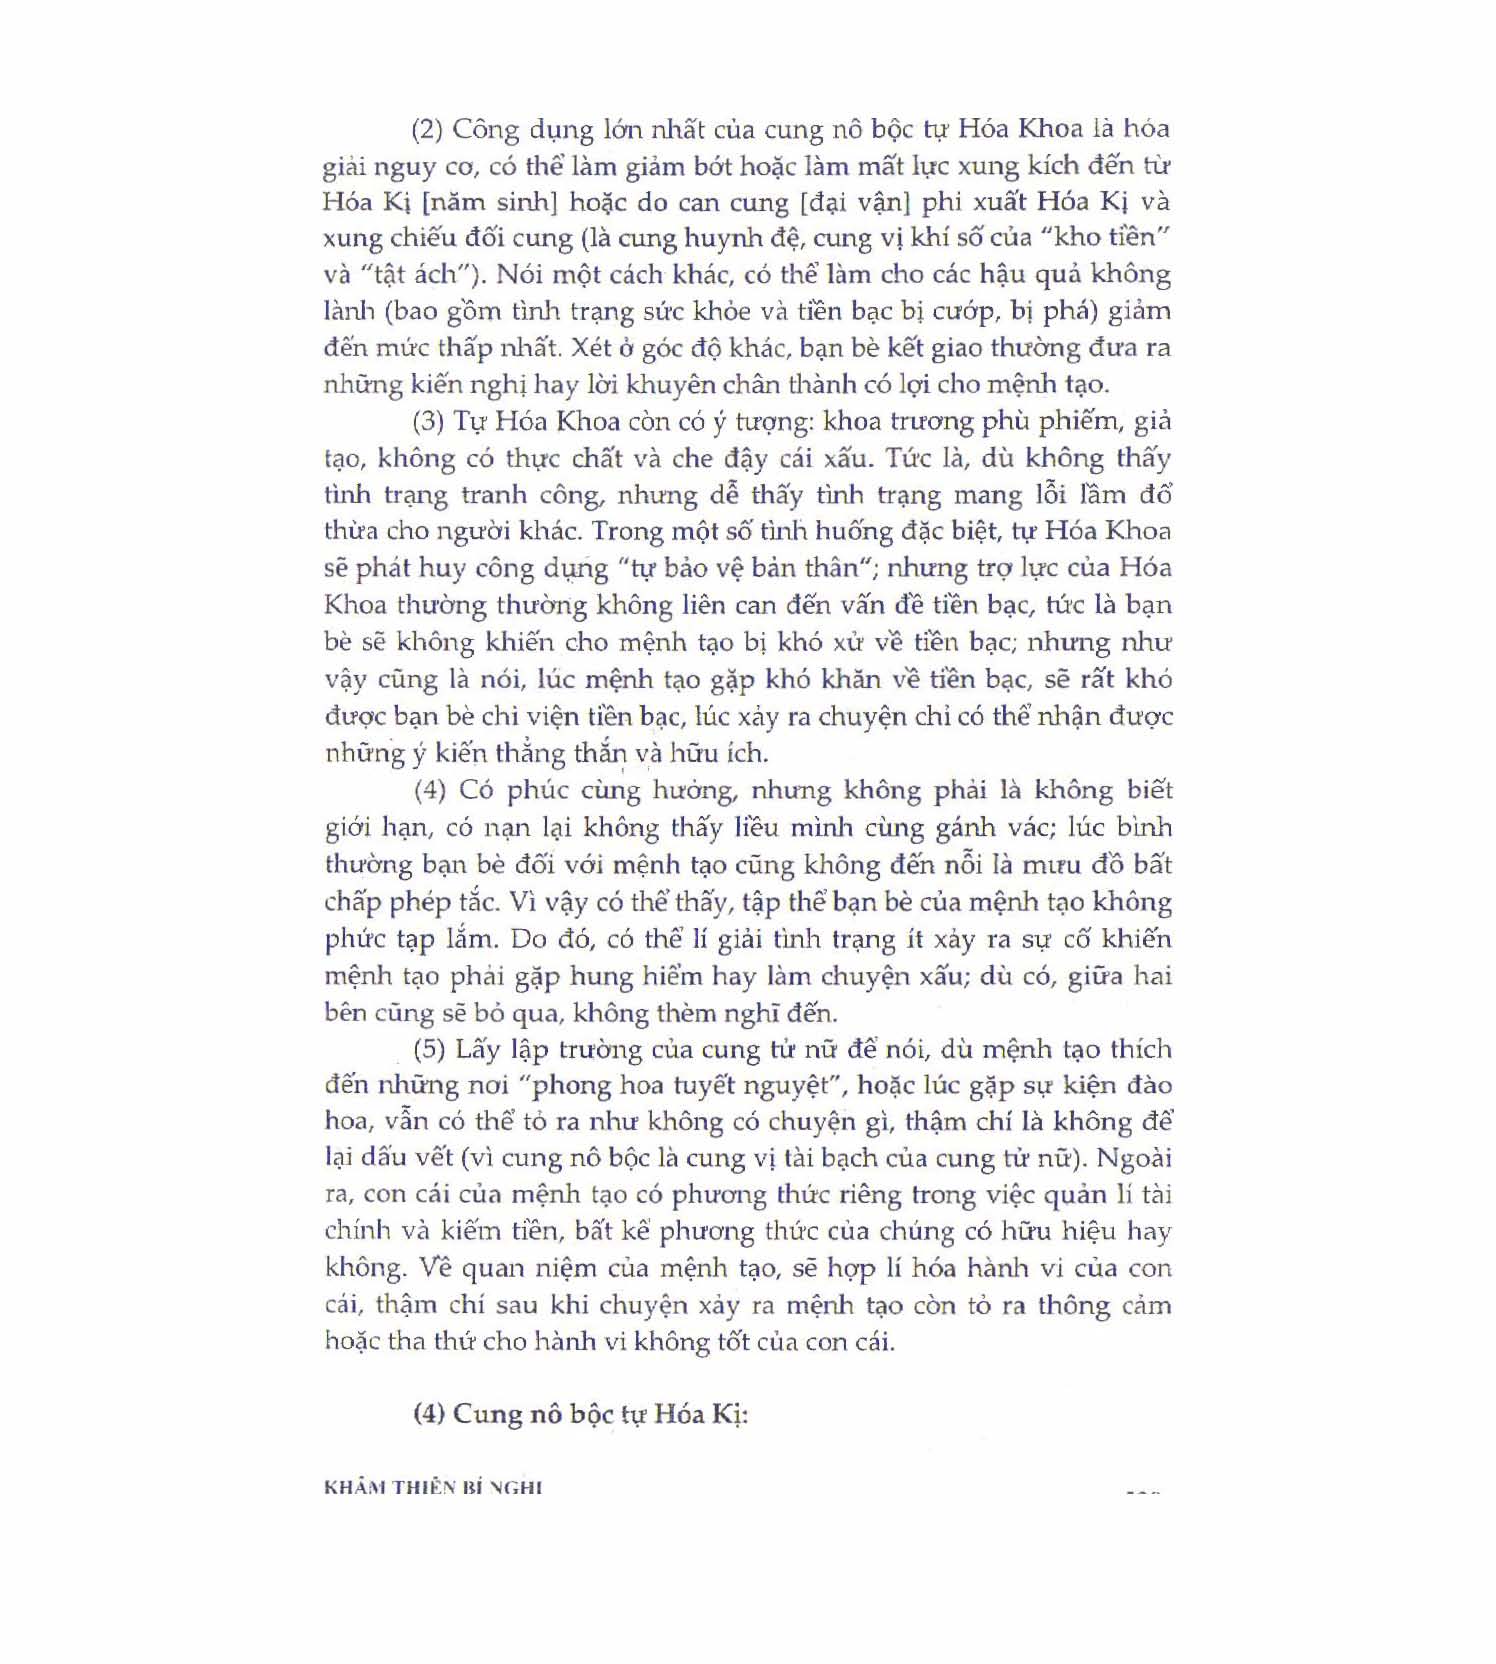 (2) Công dụng lớn nhất của cung nô bộc tự Hóa Khoa là hóa
giải nguy cơ, có thể làm giảm bớt hoặc làm mất lực xung kích đến từ
Hóa Kị [năm sinh] hoặc do can cung [đại vận] phi xuất Hóa Kị và
xung chiếu đối cung (là cung huynh đệ, cung vị khí số của "kho tiền"
và "tật ách"). Nói một cách khác, có thể làm cho các hậu quả không
lành (bao gồm tình trạng sức khỏe và tiền bạc bị cướp, bị phá) giảm
đến mức thấp nhất. Xét ở góc độ khác, bạn bè kết giao thường đưa ra
những kiến nghị hay lời khuyên chân thành có lợi cho mệnh tạo.
(3) Tự Hóa Khoa còn có ý tượng: khoa trương phù phiếm, giả
tạo, không có thực chất và che đậy cái xấu. Tức là, dù không thấy
tình trạng tranh công, nhưng dễ thấy tình trạng mang lỗi lầm đổ
thừa cho người khác. Trong một số tình huống đặc biệt, tự Hóa Khoa
sẽ phát huy công dụng "tự bảo vệ bản thân"; nhưng trợ lực của Hóa
Khoa thường thường không liên can đến vấn đề tiền bạc, tức là bạn
bè sẽ không khiến cho mệnh tạo bị khó xử về tiền bạc; nhưng như
vậy cũng là nói, lúc mệnh tạo gặp khó khăn về tiền bạc, sẽ rất khó
được bạn bè chi viện tiền bạc, lúc xảy ra chuyện chỉ có thể nhận được
những ý kiến thẳng thắn và hữu ích.
(4) Có phúc cùng hưởng, nhưng không phải là không biết
giới hạn, có nạn lại không thấy liều mình cùng gánh vác; lúc bình
thường bạn bè đối với mệnh tạo cũng không đến nỗi là mưu đồ bất
chấp phép tắc. Vì vậy có thể thấy, tập thể bạn bè của mệnh tạo không
phức tạp lắm. Do đó, có thể lí giải tình trạng ít xảy ra sự cố khiến
mệnh tạo phải gặp hung hiểm hay làm chuyện xấu; dù có, giữa hai
bên cũng sẽ bỏ qua, không thèm nghĩ đến.
(5) Lấy lập trường của cung tử nữ để nói, dù mệnh tạo thích
đến những nơi "phong hoa tuyết nguyệt", hoặc lúc gặp sự kiện đào
hoa, vẫn có thể tỏ ra như không có chuyện gì, thậm chí là không để
lại dấu vết (vì cung nô bộc là cung vị tài bạch của cung tử nữ). Ngoài
ra, con cái của mệnh tạo có phương thức riêng trong việc quản lí tài
chính và kiếm tiền, bất kể phương thức của chúng có hữu hiệu hay
không. Về quan niệm của mệnh tạo, sẽ hợp lí hóa hành vi của con
cái, thậm chí sau khi chuyện xảy ra mệnh tạo còn tỏ ra thông cảm
hoặc tha thứ cho hành vi không tốt của con cái.
(4) Cung nô bộc tự Hóa Kị:
KHÂM THIÊN BÍ NGHI